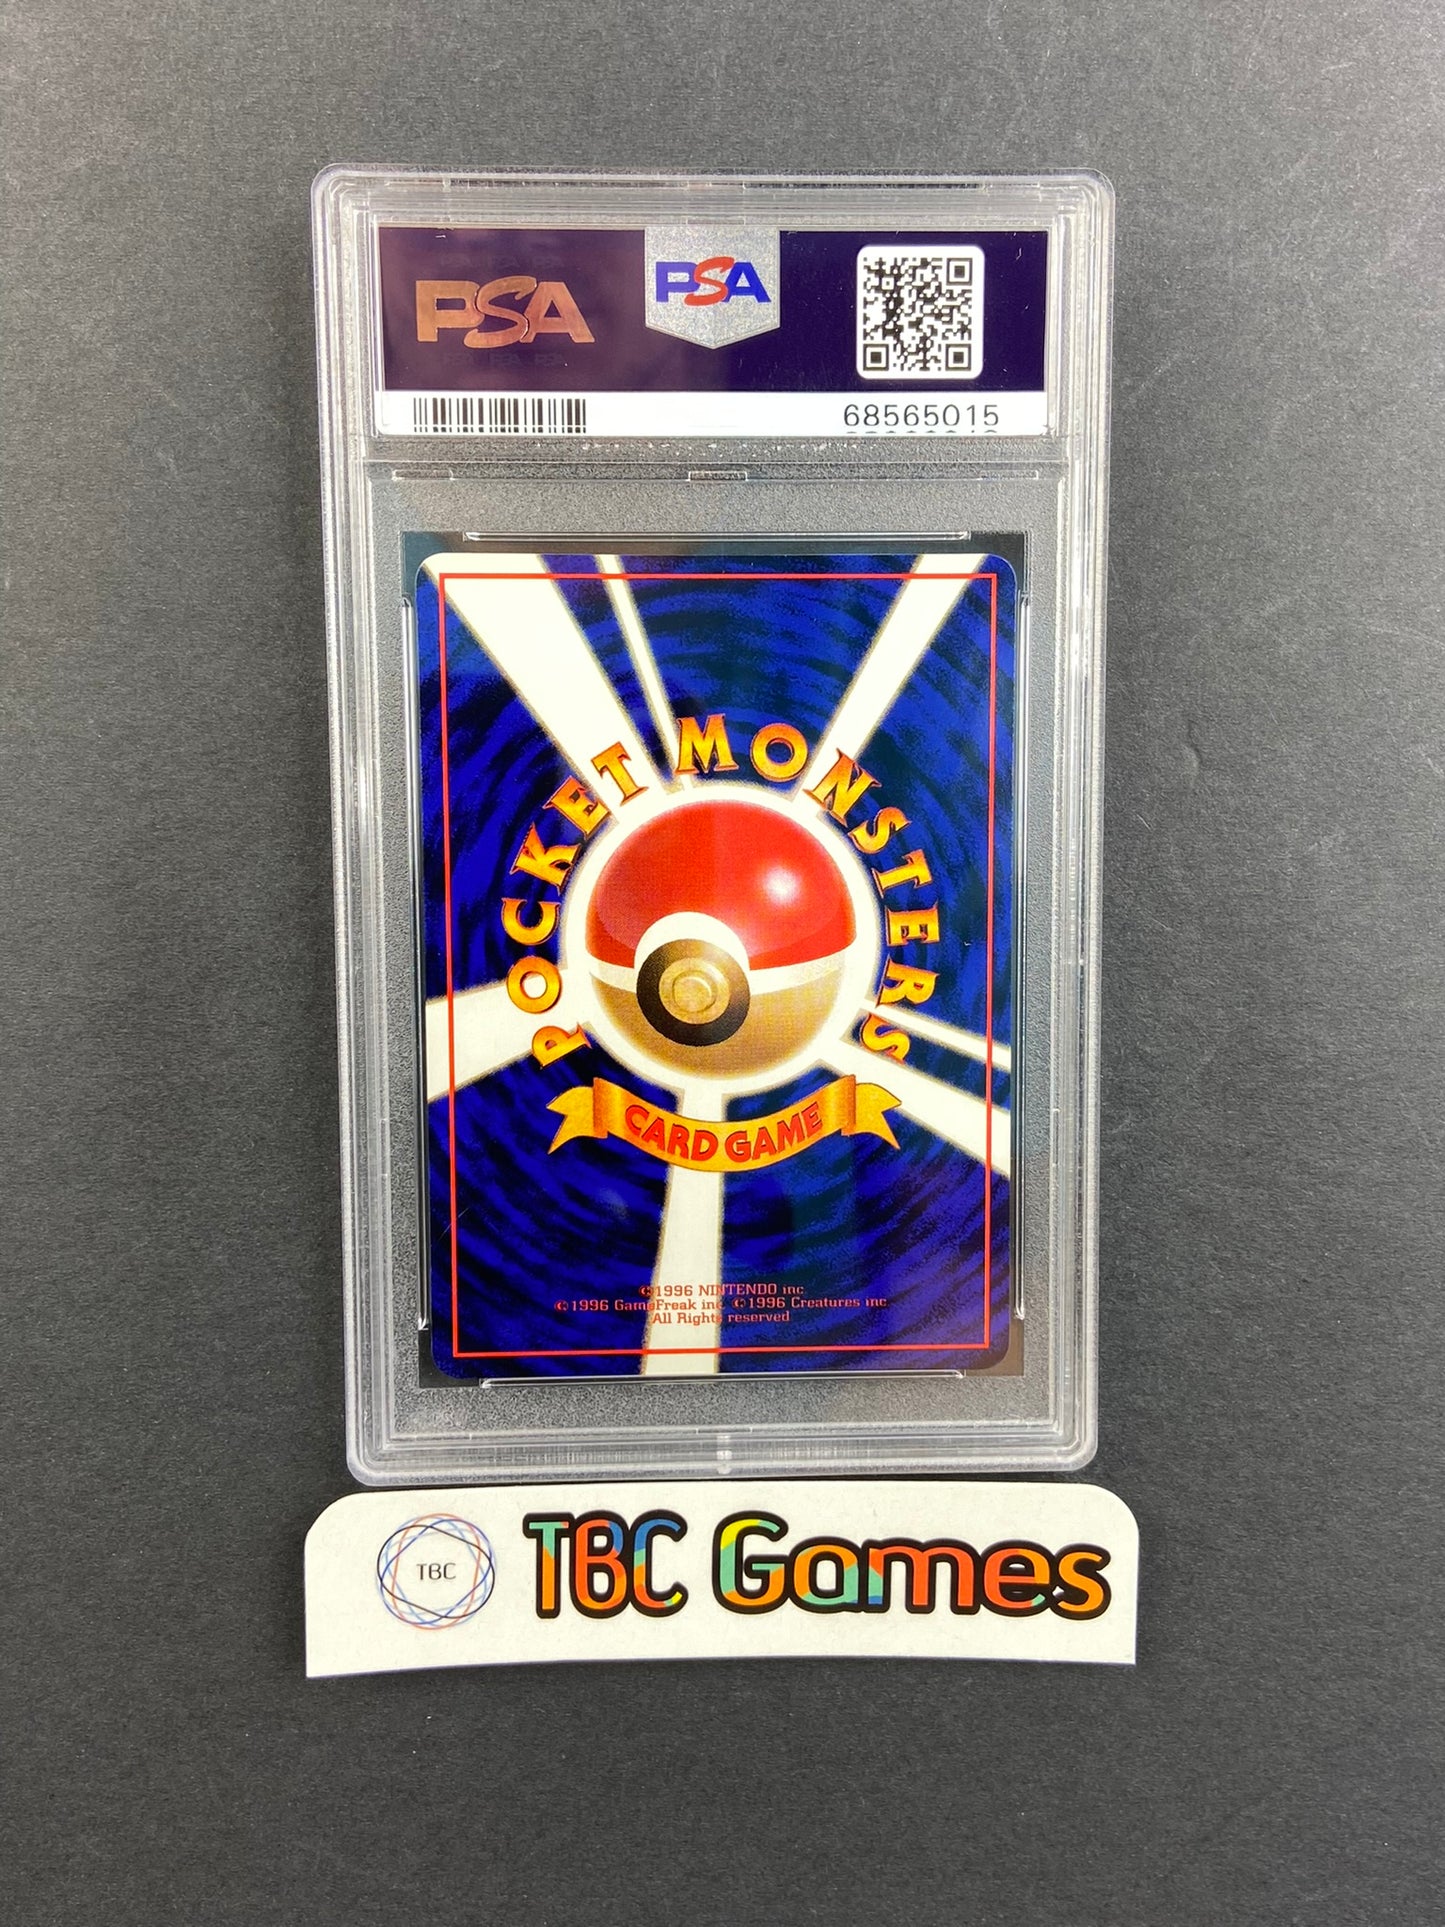 PSA
PSA
68565015
POCKET MONSTERS
CARD GAME
©1996 NINTENDO inc
©1996 GameFreak inc ©1996 Creatures inc
All Rights reserved
TBC
TBC Games